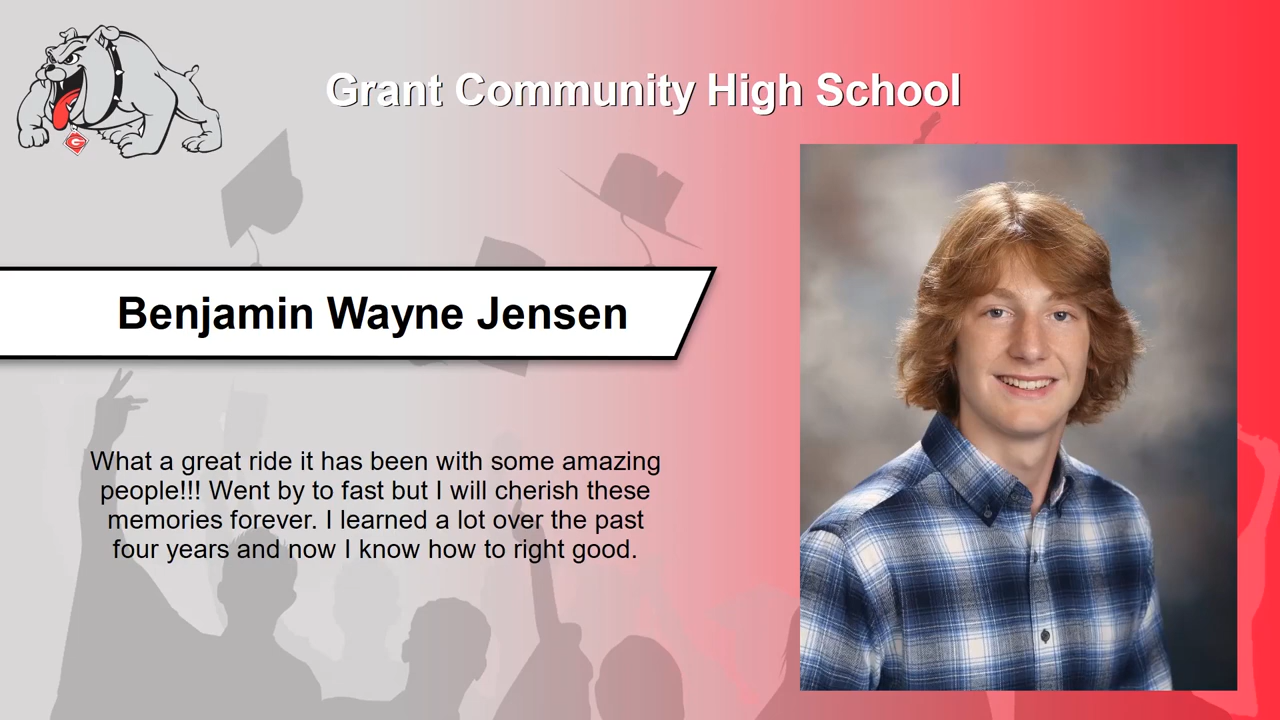 Grant Community High School
G
Benjamin Wayne Jensen
What a great ride it has been with some amazing
people!!! Went by to fast but I will cherish these
memories forever. I learned a lot over the past
four years and now I know how to right good.